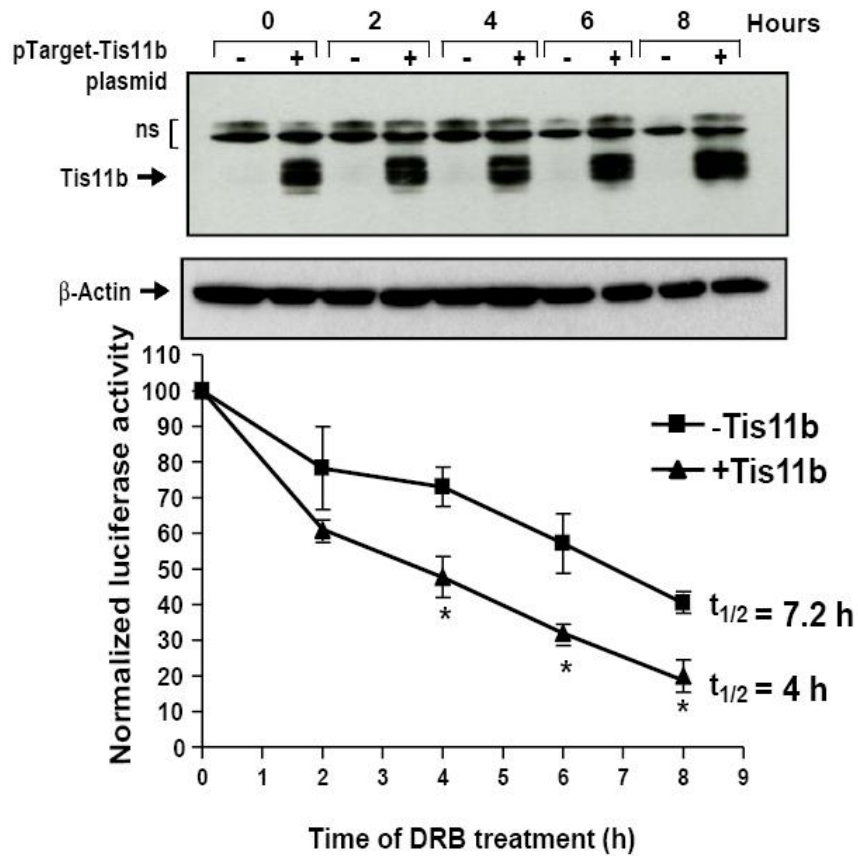 0 2 4 6 8 Hours
pTarget-Tis11b plasmid - + - + - + - + - +
ns
Tis11b
β-Actin
Normalized luciferase activity
110
100
90
80
70
60
50
40
30
20
10
0
-Tis11b
+Tis11b
t1/2 = 7.2 h
t1/2 = 4 h
*
*
*
0 1 2 3 4 5 6 7 8 9
Time of DRB treatment (h)